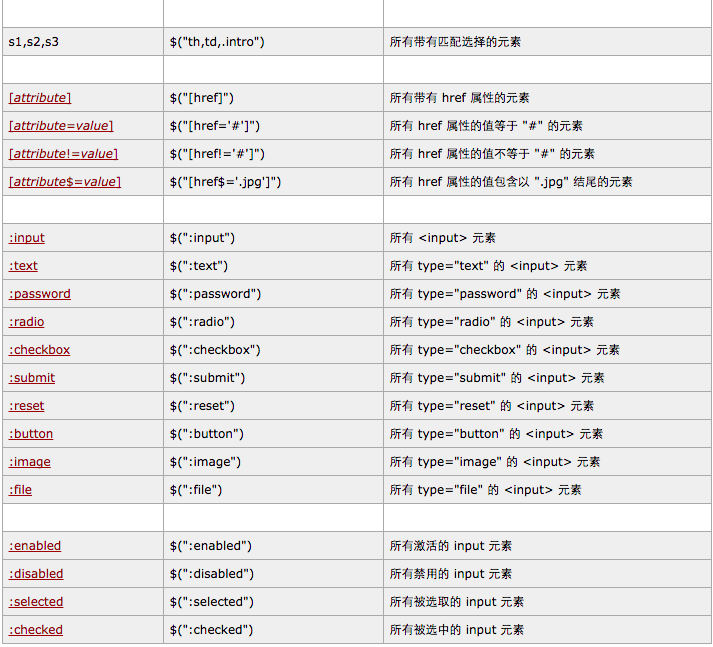 s1,s2,s3 $("th,td,.intro") 所有带有匹配选择的元素
[attribute] $("[href]") 所有带有 href 属性的元素
[attribute=value] $("[href='#']") 所有 href 属性的值等于 "#" 的元素
[attribute!=value] $("[href!='#']") 所有 href 属性的值不等于 "#" 的元素
[attribute$=value] $("[href$='.jpg']") 所有 href 属性的值包含以 ".jpg" 结尾的元素
:input $(":input") 所有 <input> 元素
:text $(":text") 所有 type="text" 的 <input> 元素
:password $(":password") 所有 type="password" 的 <input> 元素
:radio $(":radio") 所有 type="radio" 的 <input> 元素
:checkbox $(":checkbox") 所有 type="checkbox" 的 <input> 元素
:submit $(":submit") 所有 type="submit" 的 <input> 元素
:reset $(":reset") 所有 type="reset" 的 <input> 元素
:button $(":button") 所有 type="button" 的 <input> 元素
:image $(":image") 所有 type="image" 的 <input> 元素
:file $(":file") 所有 type="file" 的 <input> 元素
:enabled $(":enabled") 所有激活的 input 元素
:disabled $(":disabled") 所有禁用的 input 元素
:selected $(":selected") 所有被选取的 input 元素
:checked $(":checked") 所有被选中的 input 元素